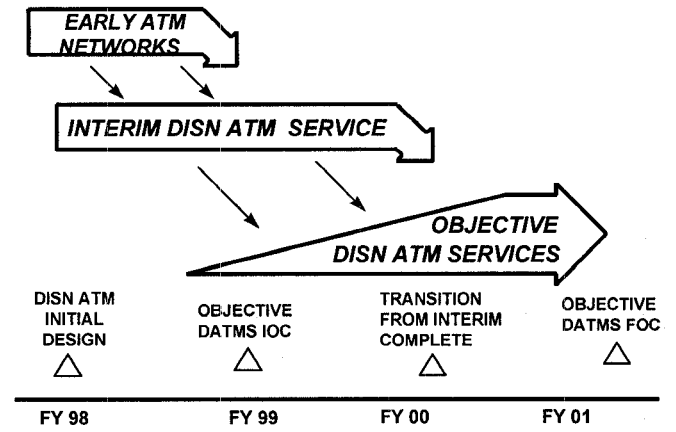 EARLY ATM
NETWORKS
INTERIM DISN ATM SERVICE
OBJECTIVE
DISN ATM SERVICES
DISN ATM
INITIAL
DESIGN
OBJECTIVE
DATMS IOC
TRANSITION
FROM INTERIM
COMPLETE
OBJECTIVE
DATMS FOC
FY 98
FY 99
FY 00
FY 01